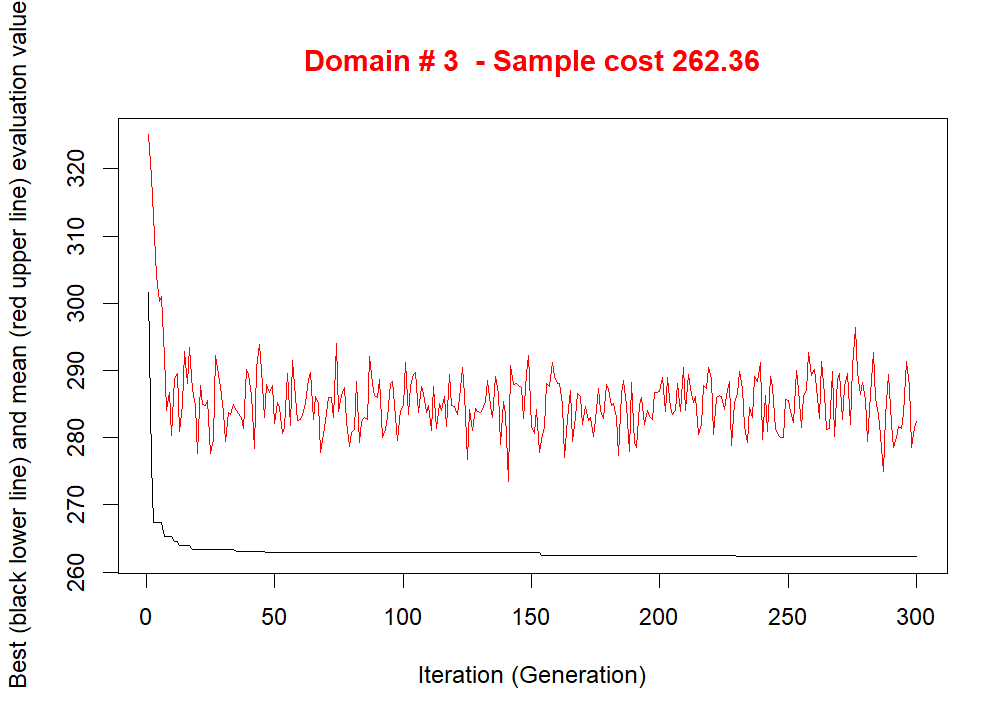 Domain # 3  - Sample cost 262.36
Best (black lower line) and mean (red upper line) evaluation value
320
310
300
290
280
270
260
0 50 100 150 200 250 300
Iteration (Generation)